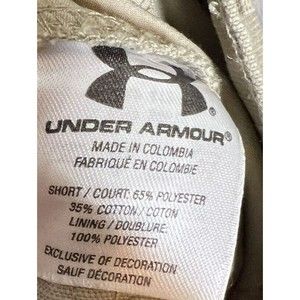 UNDER ARMOUR®
MADE IN COLOMBIA
FABRIQUÉ EN COLOMBIE
SHORT / COURT: 65% POLYESTER
35% COTTON / COTON
LINING / DOUBLURE:
100% POLYESTER
EXCLUSIVE OF DECORATION
SAUF DÉCORATION